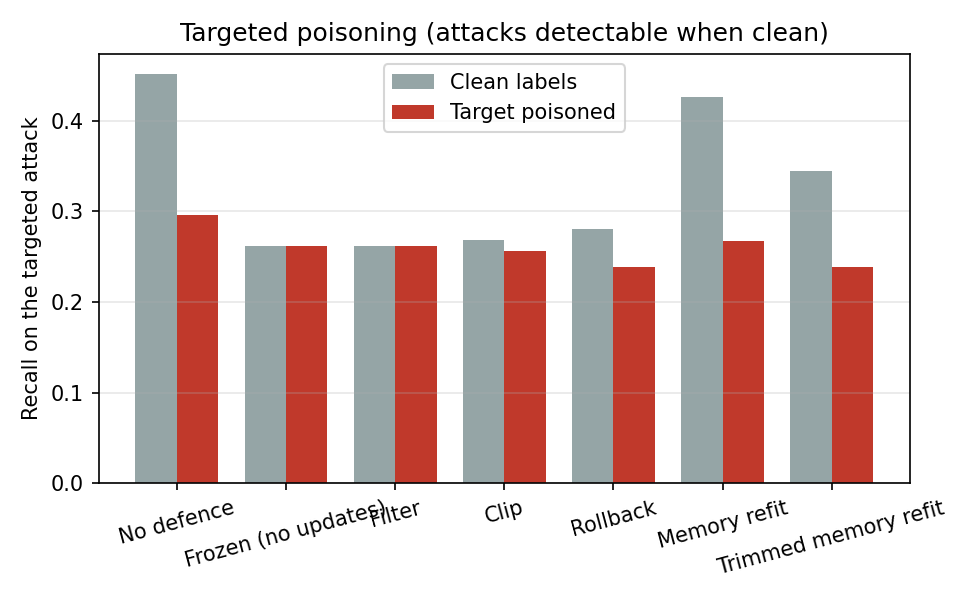 Targeted poisoning (attacks detectable when clean)
Clean labels
Target poisoned
Recall on the targeted attack
0.4
0.3
0.2
0.1
0.0
No defence
Frozen (no updates)
Filter
Clip
Rollback
Memory refit
Trimmed memory refit